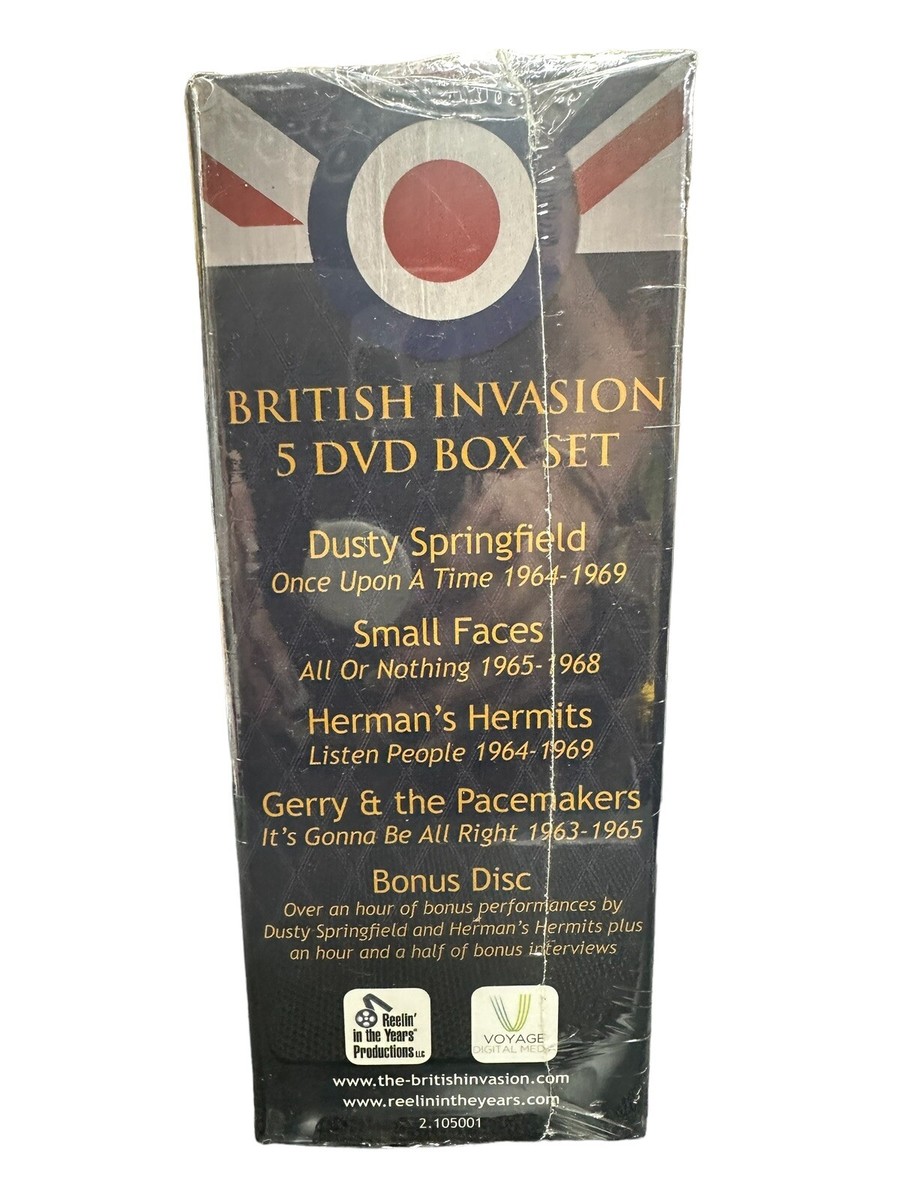 BRITISH INVASION
5 DVD BOX SET
Dusty Springfield
Once Upon A Time 1964-1969
Small Faces
All Or Nothing 1965-1968
Herman's Hermits
Listen People 1964-1969
Gerry & the Pacemakers
It's Gonna Be All Right 1963-1965
Bonus Disc
Over an hour of bonus performances by
Dusty Springfield and Herman's Hermits plus
an hour and a half of bonus interviews
Reelin'
in the Years
Productions LLC
VOYAGE
DIGITAL MEDIA
www.the-britishinvasion.com
www.reelinintheyears.com
2.105001